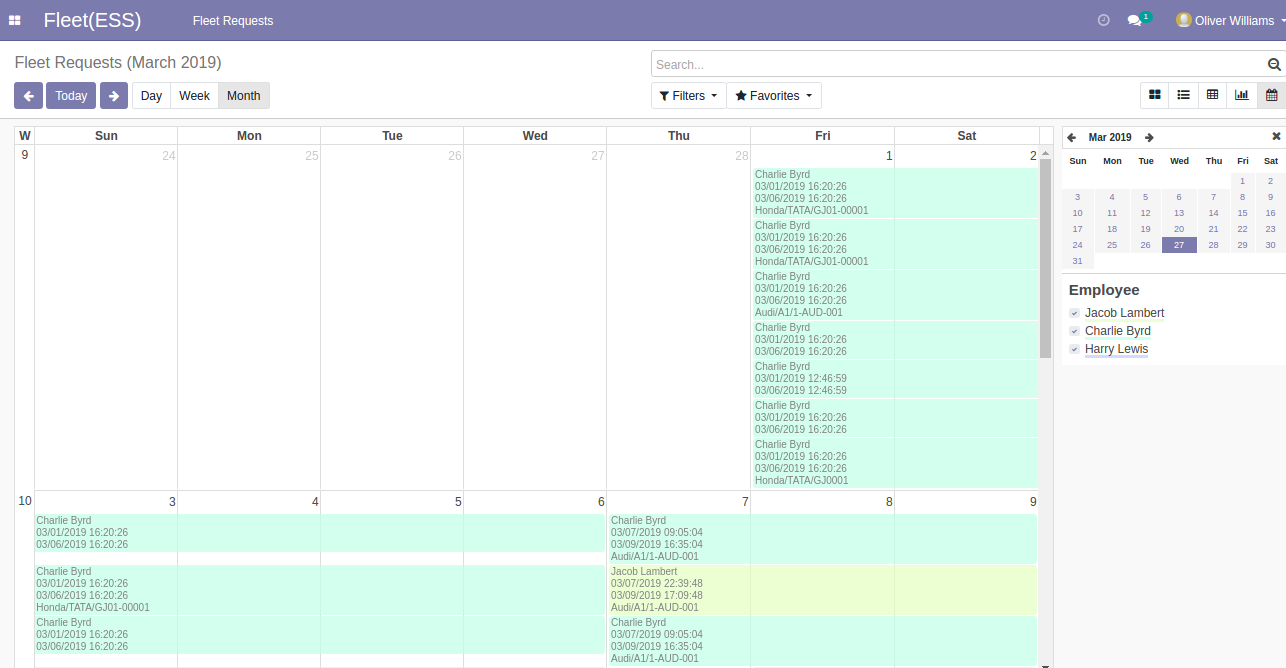 Fleet(ESS)
Fleet Requests
1
Oliver Williams
Fleet Requests (March 2019)
Search...
Today
Day
Week
Month
Filters
Favorites
W Sun Mon Tue Wed Thu Fri Sat
9 24 25 26 27 28 1 2
Charlie Byrd
03/01/2019 16:20:26
03/06/2019 16:20:26
Honda/TATA/GJ01-00001
Charlie Byrd
03/01/2019 16:20:26
03/06/2019 16:20:26
Honda/TATA/GJ01-00001
Charlie Byrd
03/01/2019 16:20:26
03/06/2019 16:20:26
Audi/A1/1-AUD-001
Charlie Byrd
03/01/2019 16:20:26
03/06/2019 16:20:26
Charlie Byrd
03/01/2019 12:46:59
03/06/2019 12:46:59
Charlie Byrd
03/01/2019 16:20:26
03/06/2019 16:20:26
Charlie Byrd
03/01/2019 16:20:26
03/06/2019 16:20:26
Honda/TATA/GJ0001
10 3 4 5 6 7 8 9
Charlie Byrd
03/01/2019 16:20:26
03/06/2019 16:20:26
Charlie Byrd
03/01/2019 16:20:26
03/06/2019 16:20:26
Honda/TATA/GJ01-00001
Charlie Byrd
03/01/2019 16:20:26
03/06/2019 16:20:26
Charlie Byrd
03/07/2019 09:05:04
03/09/2019 16:35:04
Audi/A1/1-AUD-001
Jacob Lambert
03/07/2019 22:39:48
03/09/2019 17:09:48
Audi/A1/1-AUD-001
Charlie Byrd
03/07/2019 09:05:04
03/09/2019 16:35:04
Audi/A1/1-AUD-001
Mar 2019
Sun Mon Tue Wed Thu Fri Sat
1 2
3 4 5 6 7 8 9
10 11 12 13 14 15 16
17 18 19 20 21 22 23
24 25 26 27 28 29 30
31
Employee
Jacob Lambert
Charlie Byrd
Harry Lewis